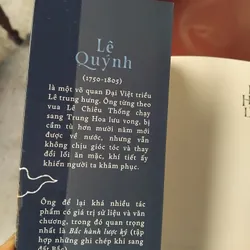 Lê
Quýnh
(1750-1805)
là một võ quan Đại Việt triều
Lê trung hưng. Ông từng theo
vua Lê Chiêu Thống chạy
sang Trung Hoa lưu vong, bị
cầm tù hơn mười năm mới
được về nước, nhưng vẫn
không chịu gióc tóc và thay
đổi lối ăn mặc, khí tiết ấy
khiến người ta khâm phục.
Ông để lại khá nhiều tác
phẩm có giá trị sử liệu và văn
chương, trong đó quan trọng
nhất là Bắc hành lược ký (tập
hợp những ghi chép khi sang
đất Bắc)